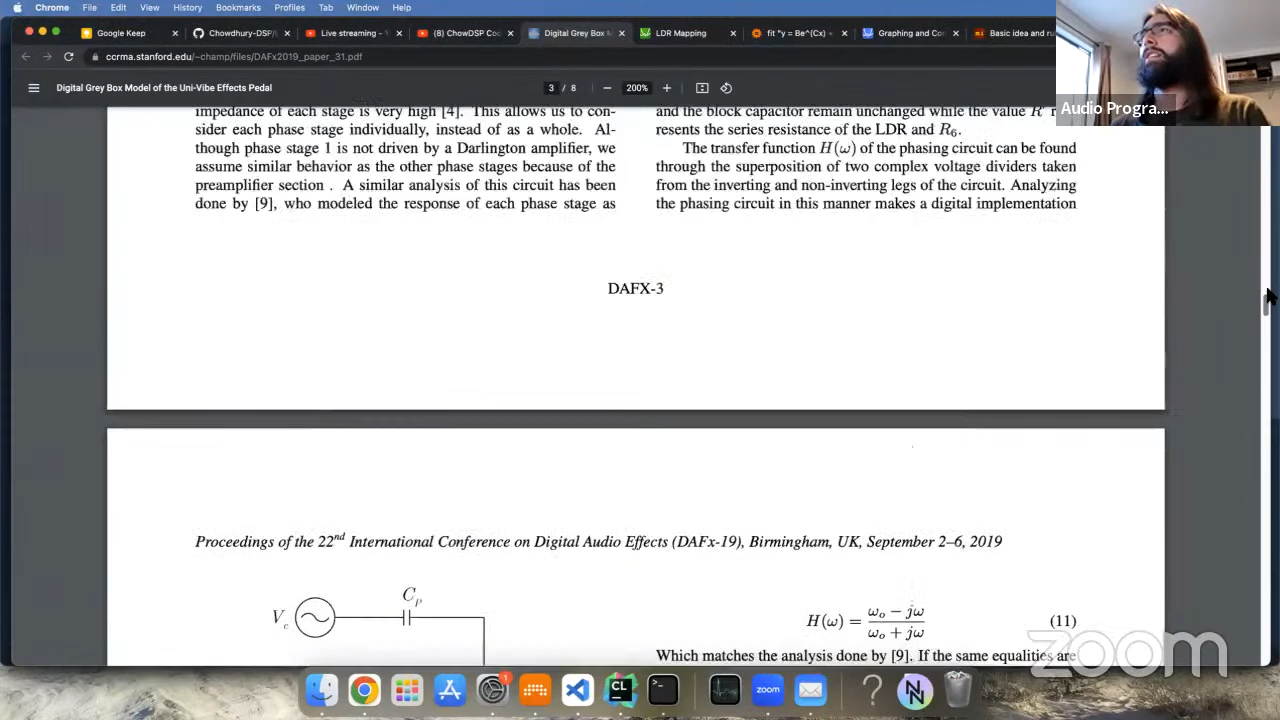 Chrome File Edit View History Bookmarks Profiles Tab Window Help
Google Keep
Chowdhury-DSP/
Live streaming -
(8) ChowDSP Co
Digital Grey Box M
LDR Mapping
fit "y = Be^(Cx) +
Graphing and Co
Basic idea and ru
ccrma.stanford.edu/~champ/files/DAFx2019_paper_31.pdf
Digital Grey Box Model of the Uni-Vibe Effects Pedal
3 / 8
200%
Audio Progra...
impedance of each stage is very high [4]. This allows us to con-
sider each phase stage individually, instead of as a whole. Al-
though phase stage 1 is not driven by a Darlington amplifier, we
assume similar behavior as the other phase stages because of the
preamplifier section . A similar analysis of this circuit has been
done by [9], who modeled the response of each phase stage as
and the block capacitor remain unchanged while the value R'
resents the series resistance of the LDR and R6.
The transfer function H(ω) of the phasing circuit can be found
through the superposition of two complex voltage dividers taken
from the inverting and non-inverting legs of the circuit. Analyzing
the phasing circuit in this manner makes a digital implementation
DAFX-3
Proceedings of the 22nd International Conference on Digital Audio Effects (DAFx-19), Birmingham, UK, September 2–6, 2019
Vc
Cp
H(ω) = (ωo − jω) / (ωo + jω) (11)
Which matches the analysis done by [9]. If the same equalities are
zoom
1
CL
zoom